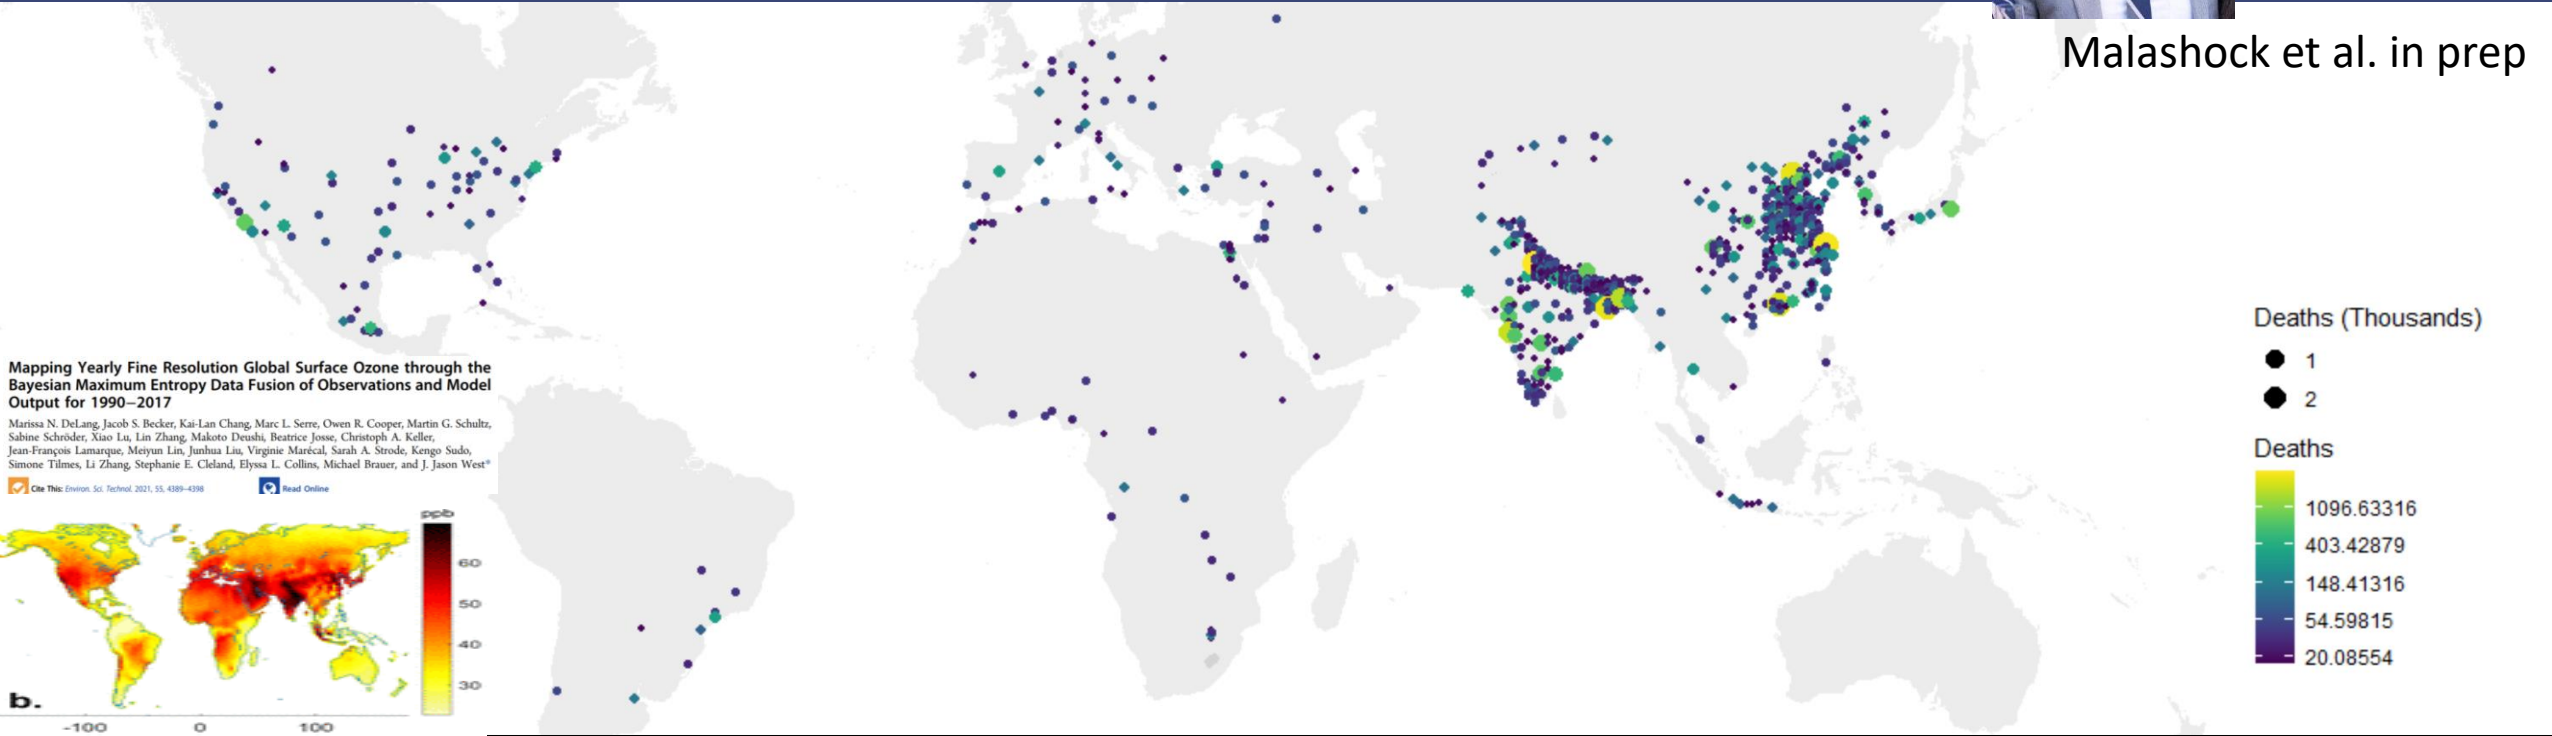 Malashock et al. in prep
Deaths (Thousands)
1
2
Deaths
1096.63316
403.42879
148.41316
54.59815
20.08554
Mapping Yearly Fine Resolution Global Surface Ozone through the
Bayesian Maximum Entropy Data Fusion of Observations and Model
Output for 1990−2017
Marissa N. DeLang, Jacob S. Becker, Kai-Lan Chang, Marc L. Serre, Owen R. Cooper, Martin G. Schultz,
Sabine Schröder, Xiao Lu, Lin Zhang, Makoto Deushi, Beatrice Josse, Christoph A. Keller,
Jean-François Lamarque, Meiyun Lin, Junhua Liu, Virginie Marécal, Sarah A. Strode, Kengo Sudo,
Simone Tilmes, Li Zhang, Stephanie E. Cleland, Elyssa L. Collins, Michael Brauer, and J. Jason West*
Cite This: Environ. Sci. Technol. 2021, 55, 4389−4398
Read Online
ppb
60
50
40
30
b.
-100 0 100